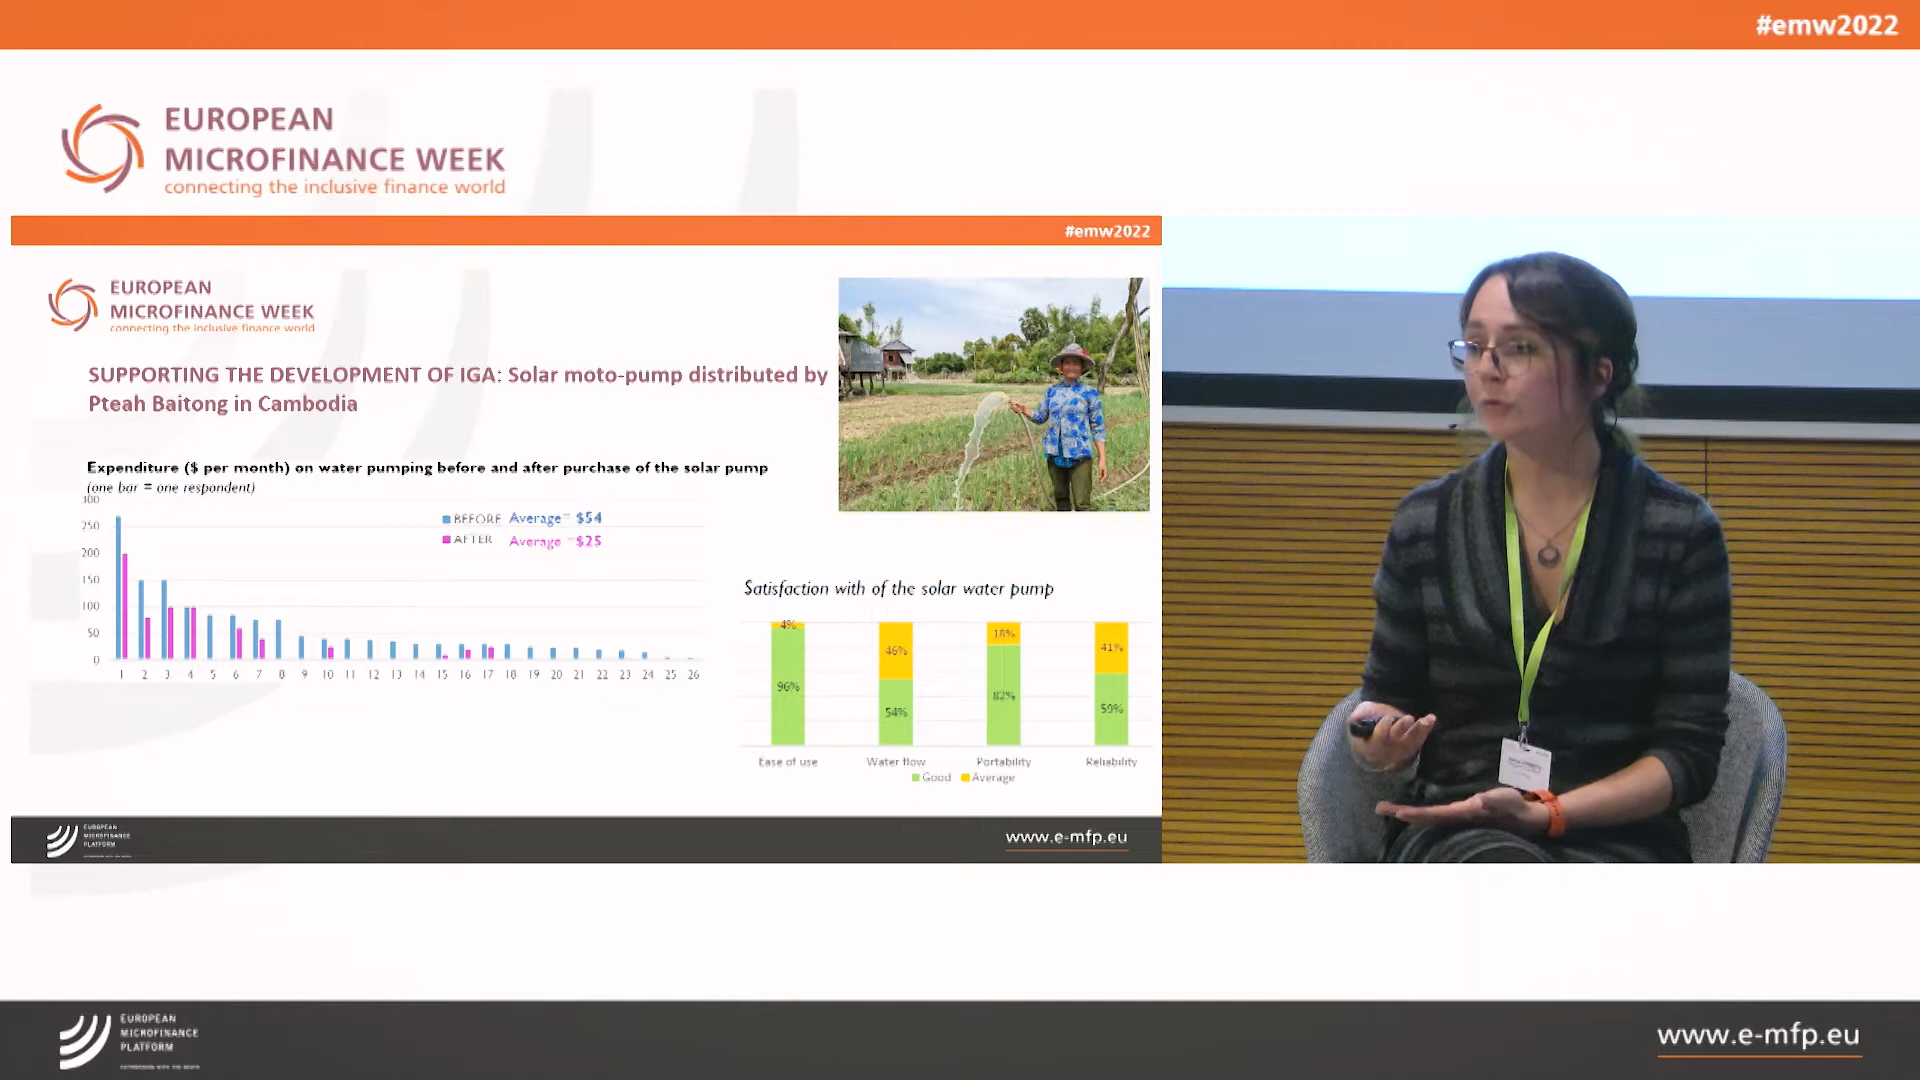 #emw2022
EUROPEAN
MICROFINANCE WEEK
connecting the inclusive finance world
#emw2022
EUROPEAN
MICROFINANCE WEEK
connecting the inclusive finance world
SUPPORTING THE DEVELOPMENT OF IGA: Solar moto-pump distributed by
Pteah Baitong in Cambodia
Expenditure ($ per month) on water pumping before and after purchase of the solar pump
(one bar = one respondent)
300
250
200
150
100
50
0
BEFORE Average= $54
AFTER Average =$25
1 2 3 4 5 6 7 8 9 10 11 12 13 14 15 16 17 18 19 20 21 22 23 24 25 26
Satisfaction with of the solar water pump
4% 46% 18% 41%
96% 54% 82% 59%
Ease of use Water flow Portability Reliability
Good Average
EUROPEAN
MICROFINANCE
PLATFORM
www.e-mfp.eu
EUROPEAN
MICROFINANCE
PLATFORM
www.e-mfp.eu